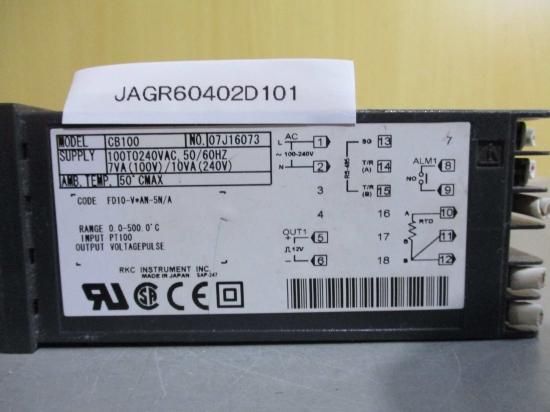 JAGR60402D101
MODEL CB100 NO. 07J16073
SUPPLY 100TO240VAC, 50/60HZ
7VA(100V)/10VA(240V)
AMB. TEMP. 50°CMAX
CODE FD10-V*AN-5N/A
RANGE 0.0-500.0°C
INPUT PT100
OUTPUT VOLTAGEPULSE
RKC INSTRUMENT INC.
MADE IN JAPAN SAP-247
L AC 1
~100-240V
N 2
3
4
OUT1
+ 5
12V
- 6
SG 13
RS-485
T/R (A) 14
T/R (B) 15
16
17
18
7
ALM1 8
NO 9
A 10
RTD
B 11
B 12